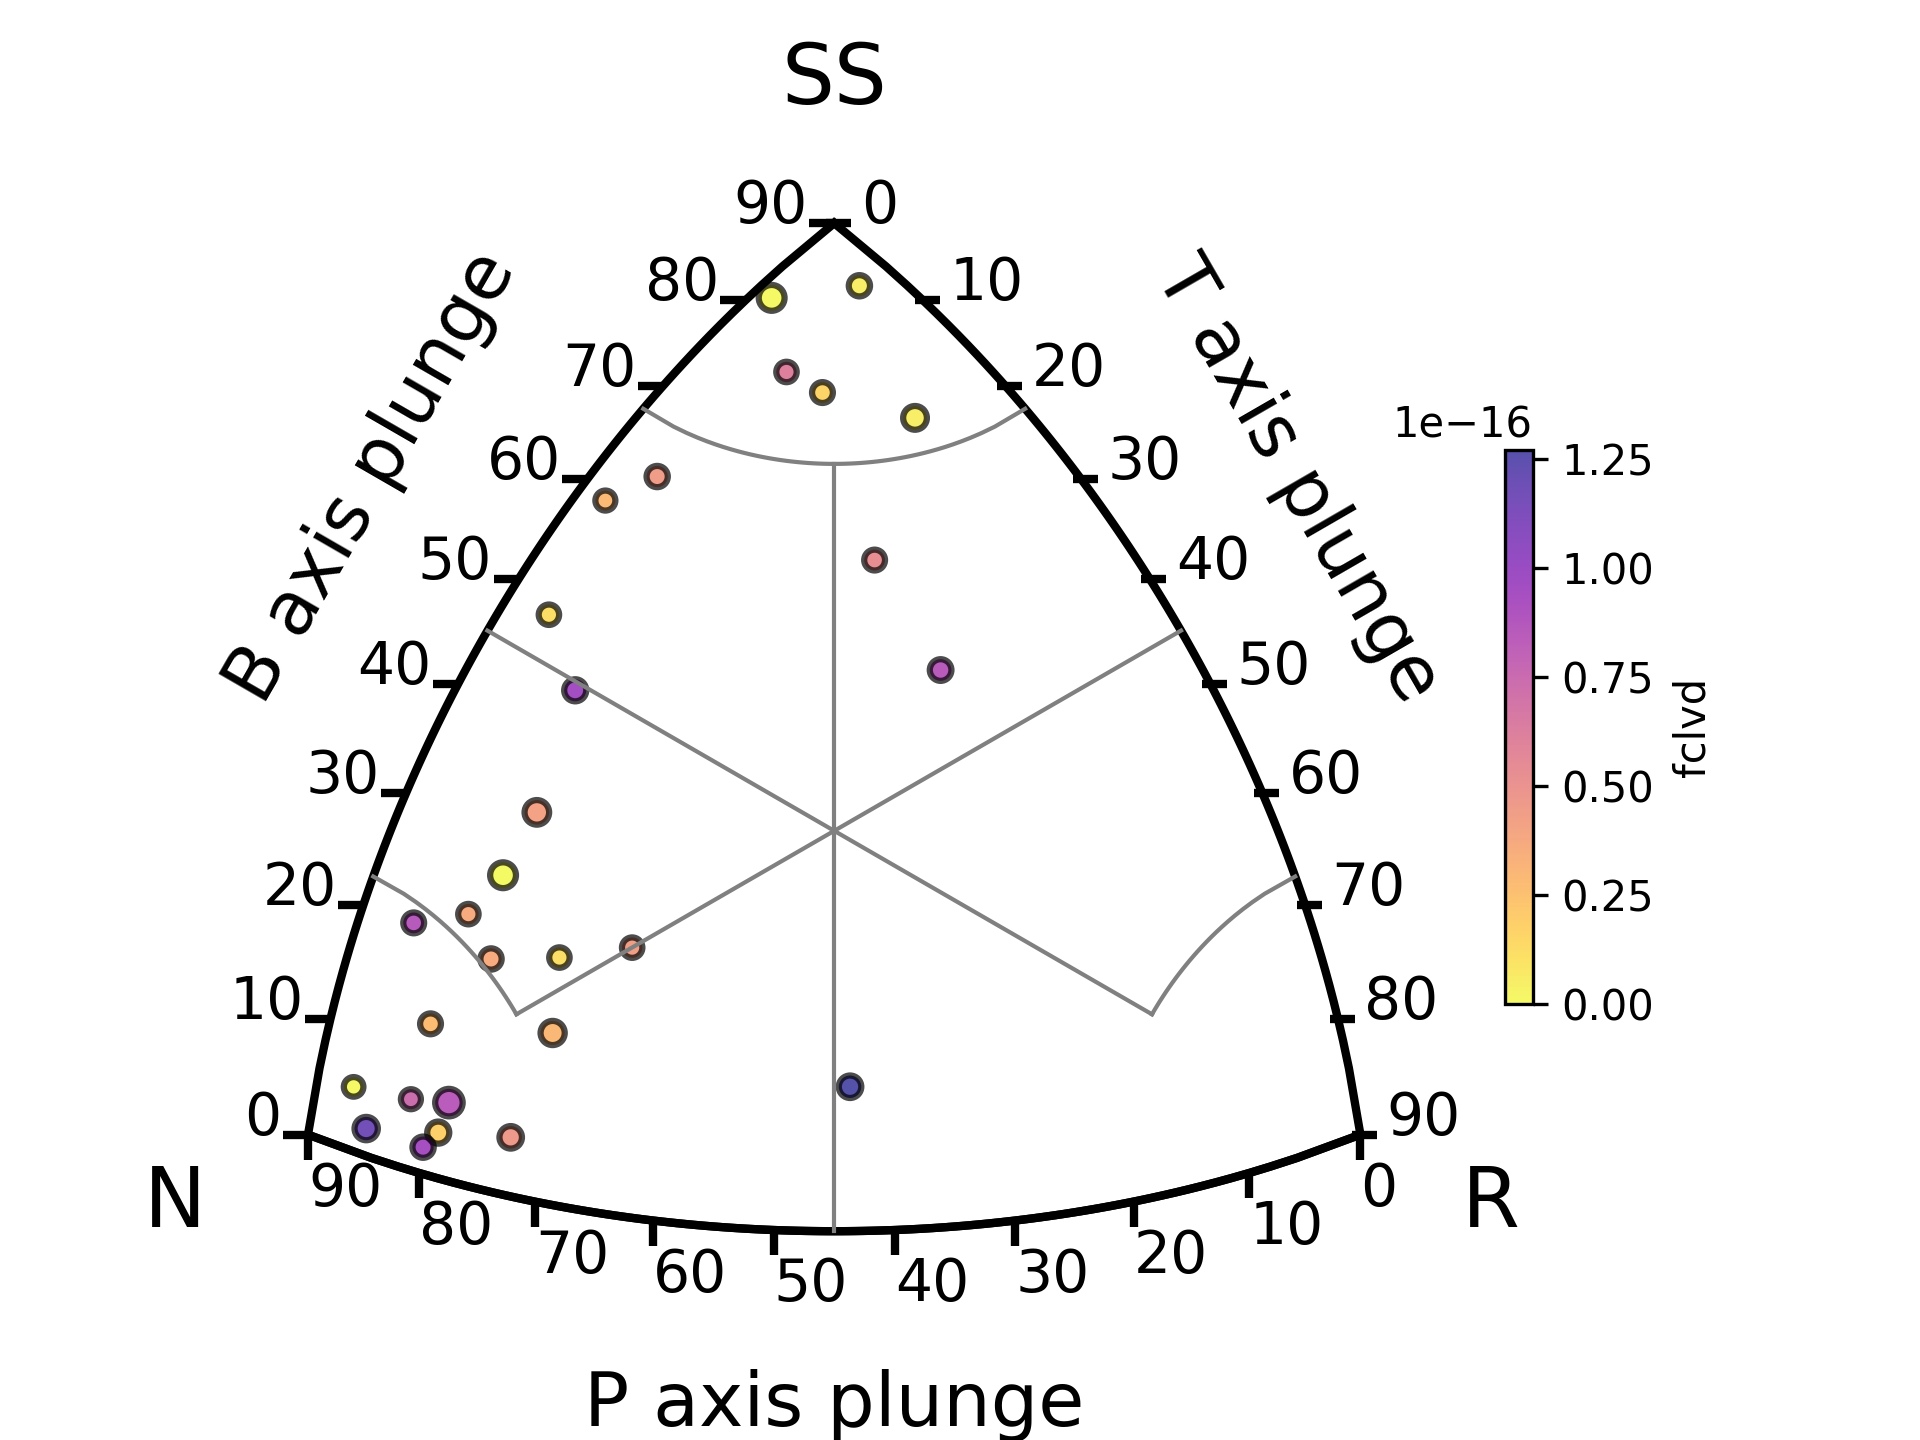 SS
90 0
80 10
70 20
60 30
50 40
40 50
30 60
20 70
10 80
0 90
B axis plunge
T axis plunge
N
R
90 80 70 60 50 40 30 20 10 0
P axis plunge
1e−16
1.25
1.00
0.75
0.50
0.25
0.00
fclvd